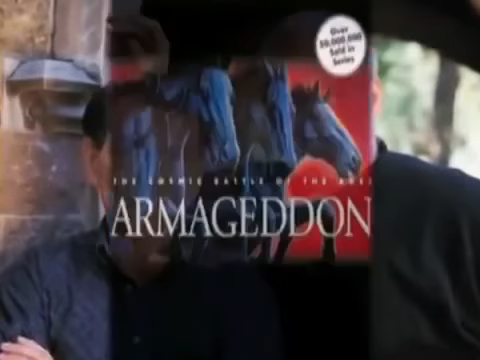 Over
50,000,000
Sold in
Series
THE COSMIC BATTLE OF THE AGES
ARMAGEDDON